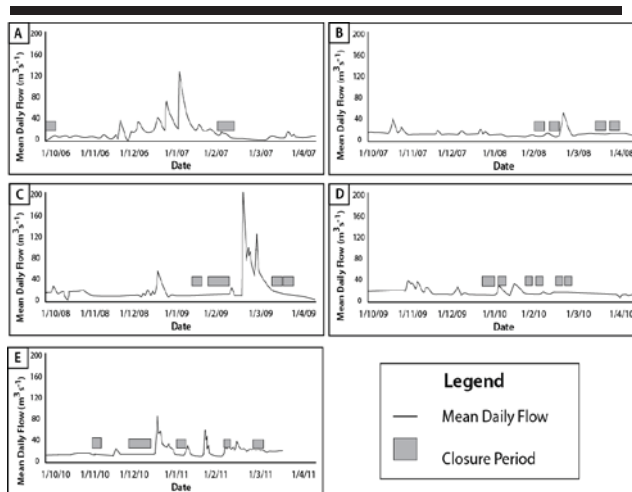 A
Mean Daily Flow (m³s⁻¹)
200
160
120
80
40
0
1/10/06 1/11/06 1/12/06 1/1/07 1/2/07 1/3/07 1/4/07
Date
B
Mean Daily Flow (m³s⁻¹)
200
160
120
80
40
0
1/10/07 1/11/07 1/12/07 1/1/08 1/2/08 1/3/08 1/4/08
Date
C
Mean Daily Flow (m³s⁻¹)
200
160
120
80
40
0
1/10/08 1/11/08 1/12/08 1/1/09 1/2/09 1/3/09 1/4/09
Date
D
Mean Daily Flow (m³s⁻¹)
200
160
120
80
40
0
1/10/09 1/11/09 1/12/09 1/1/10 1/2/10 1/3/10 1/4/10
Date
E
Mean Daily Flow (m³s⁻¹)
200
160
120
80
40
0
1/10/10 1/11/10 1/12/10 1/1/11 1/2/11 1/3/11 1/4/11
Date
Legend
Mean Daily Flow
Closure Period